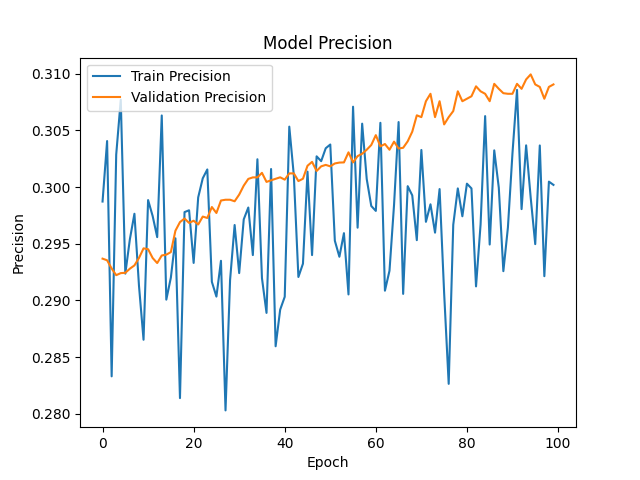 Model Precision
Train Precision
Validation Precision
Precision
0.310
0.305
0.300
0.295
0.290
0.285
0.280
0 20 40 60 80 100
Epoch